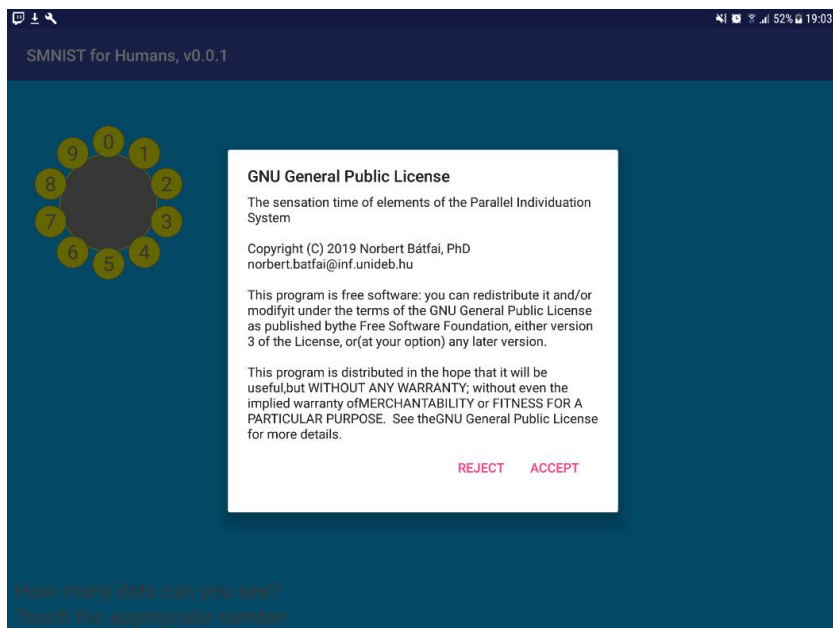 52% 19:03
SMNIST for Humans, v0.0.1
0
9 1
8 2
7 3
6 4
5
GNU General Public License
The sensation time of elements of the Parallel Individuation
System
Copyright (C) 2019 Norbert Bátfai, PhD
norbert.batfai@inf.unideb.hu
This program is free software: you can redistribute it and/or
modifyit under the terms of the GNU General Public License
as published bythe Free Software Foundation, either version
3 of the License, or(at your option) any later version.
This program is distributed in the hope that it will be
useful,but WITHOUT ANY WARRANTY; without even the
implied warranty ofMERCHANTABILITY or FITNESS FOR A
PARTICULAR PURPOSE.  See theGNU General Public License
for more details.
REJECT ACCEPT
How many dots can you see?
Touch the appropriate number